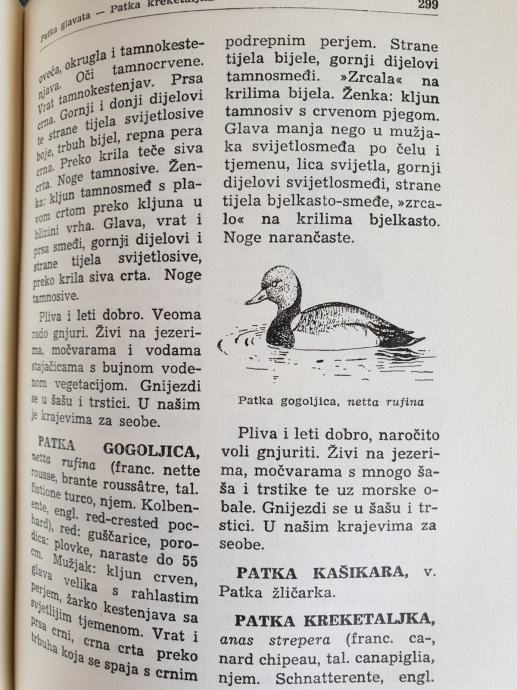 Patka glavata — Patka kreketaljka
299
oveća, okrugla i tamnokeste-
njava. Oči tamnocrvene.
Vrat tamnokestenjav. Prsa
crna. Gornji i donji dijelovi
te strane tijela svijetlosive
boje, trbuh bijel, repna pera
crna. Preko krila teče siva
crta. Noge tamnosive. Žen-
ka: kljun tamnosmeđ s pla-
vom crtom preko kljuna u
blizini vrha. Glava, vrat i
prsa smeđi, gornji dijelovi i
strane tijela svijetlosive,
preko krila siva crta. Noge
tamnosive.
Pliva i leti dobro. Veoma
rado gnjuri. Živi na jezeri-
ma, močvarama i vodama
stajačicama s bujnom vode-
nom vegetacijom. Gnijezdi
se u šašu i trstici. U našim
je krajevima za seobe.
PATKA GOGOLJICA,
netta rufina (franc. nette
rousse, brante roussâtre, tal.
fistione turco, njem. Kolben-
ente, engl. red-crested poc-
hard), red: guščarice, poro-
dica: plovke, naraste do 55
cm. Mužjak: kljun crven,
glava velika s rahlastim
perjem, žarko kestenjava sa
svjetlijim tjemenom. Vrat i
prsa crni, crna crta preko
trbuha koja se spaja s crnim
podrepnim perjem. Strane
tijela bijele, gornji dijelovi
tamnosmeđi. »Zrcala« na
krilima bijela. Ženka: kljun
tamnosiv s crvenom pjegom.
Glava manja nego u mužja-
ka svijetlosmeđa po čelu i
tjemenu, lica svijetla, gornji
dijelovi svijetlosmeđi, strane
tijela bjelkasto-smeđe, »zrca-
lo« na krilima bjelkasto.
Noge narančaste.
Patka gogoljica, netta rufina
Pliva i leti dobro, naročito
voli gnjuriti. Živi na jezeri-
ma, močvarama s mnogo ša-
ša i trstike te uz morske o-
bale. Gnijezdi se u šašu i tr-
stici. U našim krajevima za
seobe.
PATKA KAŠIKARA, v.
Patka žličarka.
PATKA KREKETALJKA,
anas strepera (franc. ca-,
nard chipeau, tal. canapiglia,
njem. Schnatterente, engl.